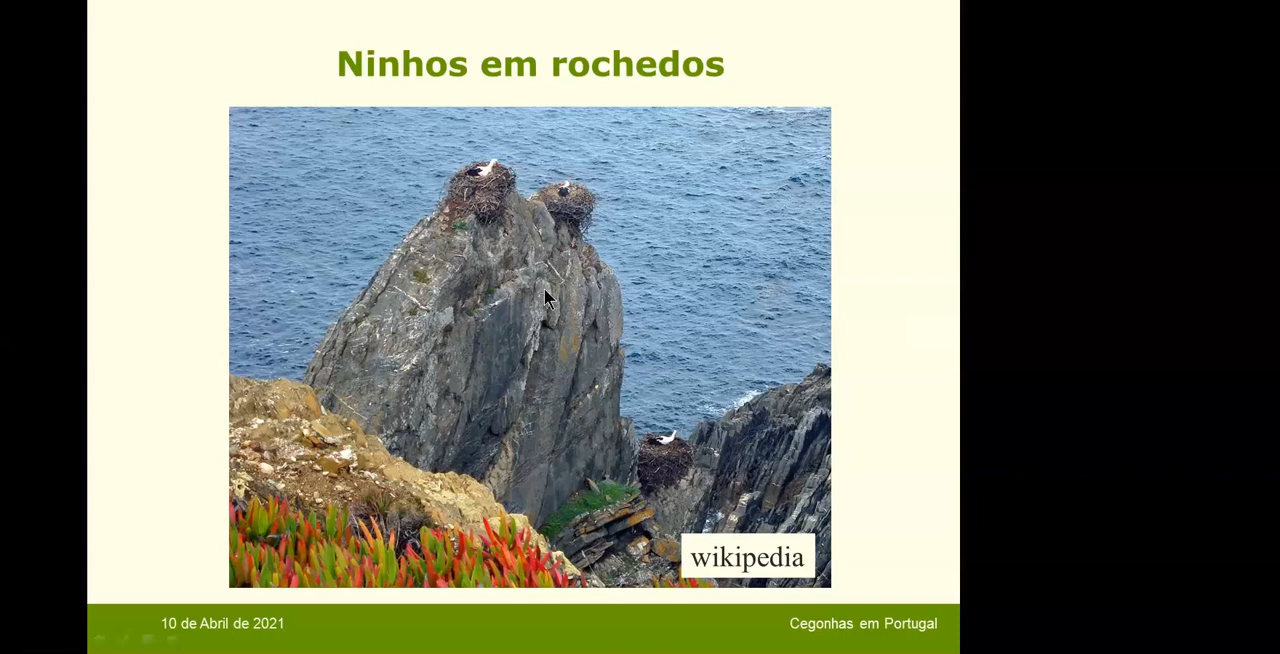 Ninhos em rochedos
wikipedia
10 de Abril de 2021
Cegonhas em Portugal